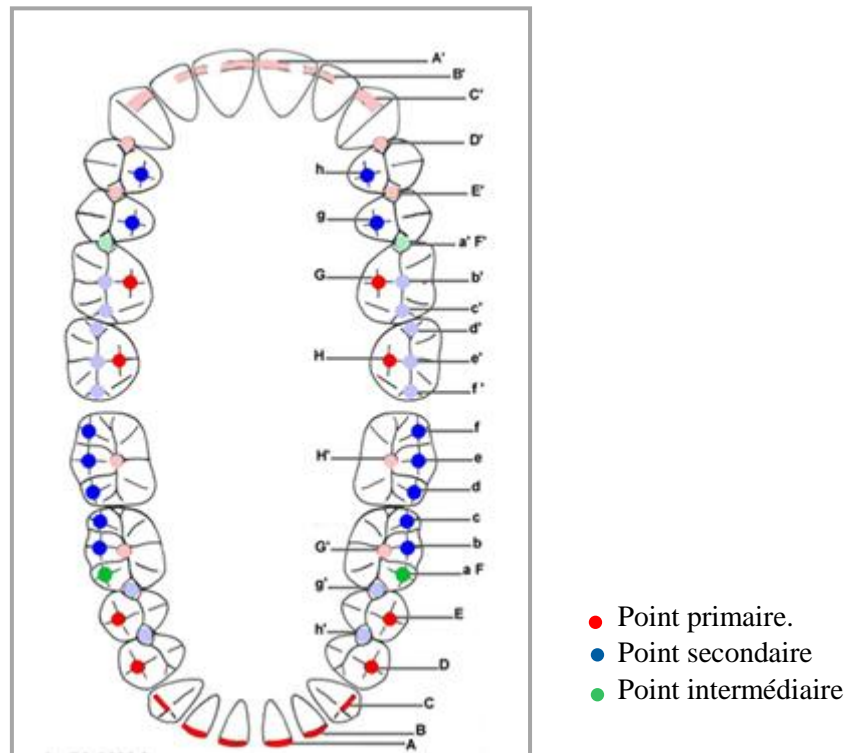 A'
B'
C'
D'
h
E'
g
a' F'
G
b'
c'
d'
H
e'
f '
f
H'
e
d
c
G'
b
a F
g'
E
h'
D
C
B
A
Point primaire.
Point secondaire
Point intermédiaire